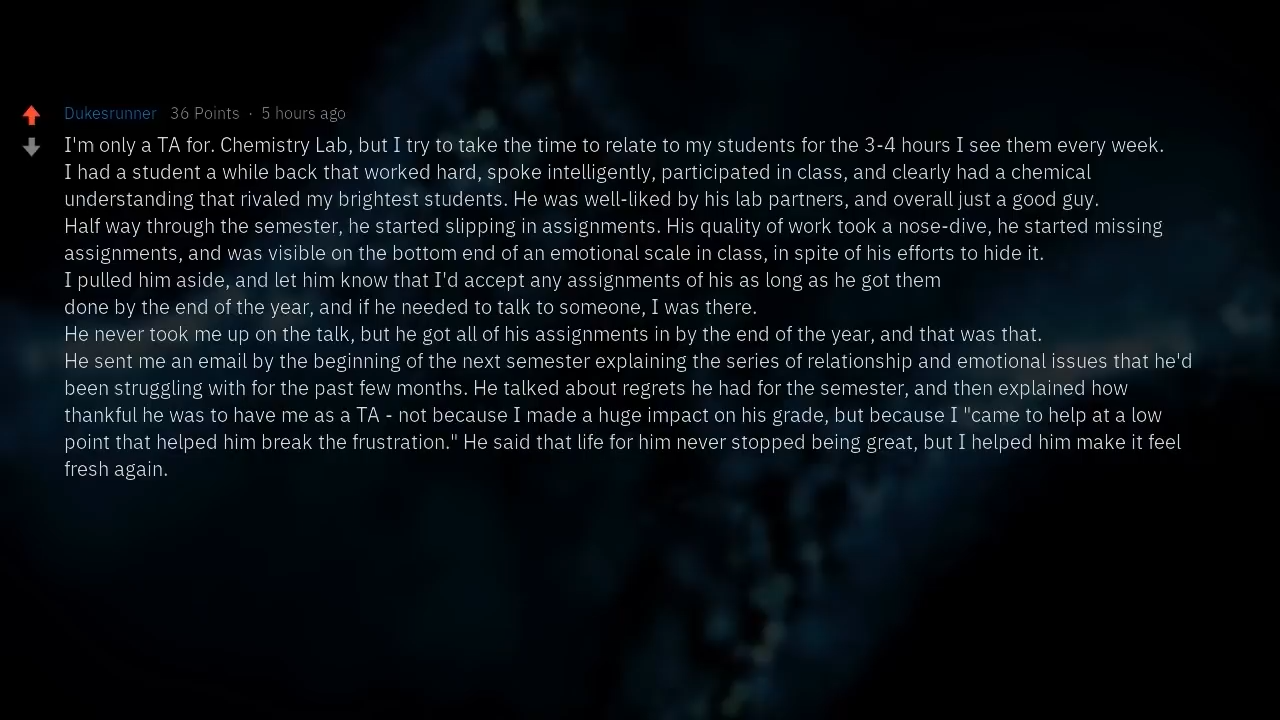 Dukesrunner 36 Points · 5 hours ago
I'm only a TA for. Chemistry Lab, but I try to take the time to relate to my students for the 3-4 hours I see them every week.
I had a student a while back that worked hard, spoke intelligently, participated in class, and clearly had a chemical
understanding that rivaled my brightest students. He was well-liked by his lab partners, and overall just a good guy.
Half way through the semester, he started slipping in assignments. His quality of work took a nose-dive, he started missing
assignments, and was visible on the bottom end of an emotional scale in class, in spite of his efforts to hide it.
I pulled him aside, and let him know that I'd accept any assignments of his as long as he got them
done by the end of the year, and if he needed to talk to someone, I was there.
He never took me up on the talk, but he got all of his assignments in by the end of the year, and that was that.
He sent me an email by the beginning of the next semester explaining the series of relationship and emotional issues that he'd
been struggling with for the past few months. He talked about regrets he had for the semester, and then explained how
thankful he was to have me as a TA - not because I made a huge impact on his grade, but because I "came to help at a low
point that helped him break the frustration." He said that life for him never stopped being great, but I helped him make it feel
fresh again.